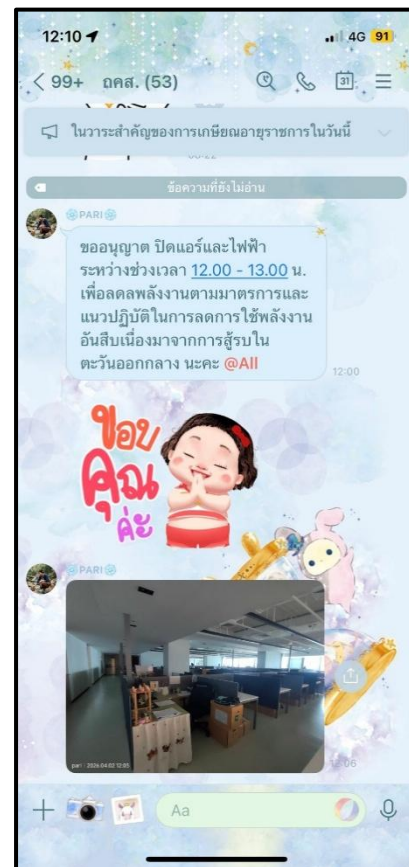 12:10
4G 91
99+ ถคส. (53)
31
ในวาระสำคัญของการเกษียณอายุราชการในวันนี้
ข้อความที่ยังไม่อ่าน
PARI
ขออนุญาต ปิดแอร์และไฟฟ้า
ระหว่างช่วงเวลา 12.00 - 13.00 น.
เพื่อลดลพลังงานตามมาตรการและ
แนวปฏิบัติในการลดการใช้พลังงาน
อันสืบเนื่องมาจากการสู้รบใน
ตะวันออกกลาง นะคะ @All
12:00
ขอบ
คุณ
ค่ะ
PARI
pari : 2026.04.02 12:05
12:06
Aa